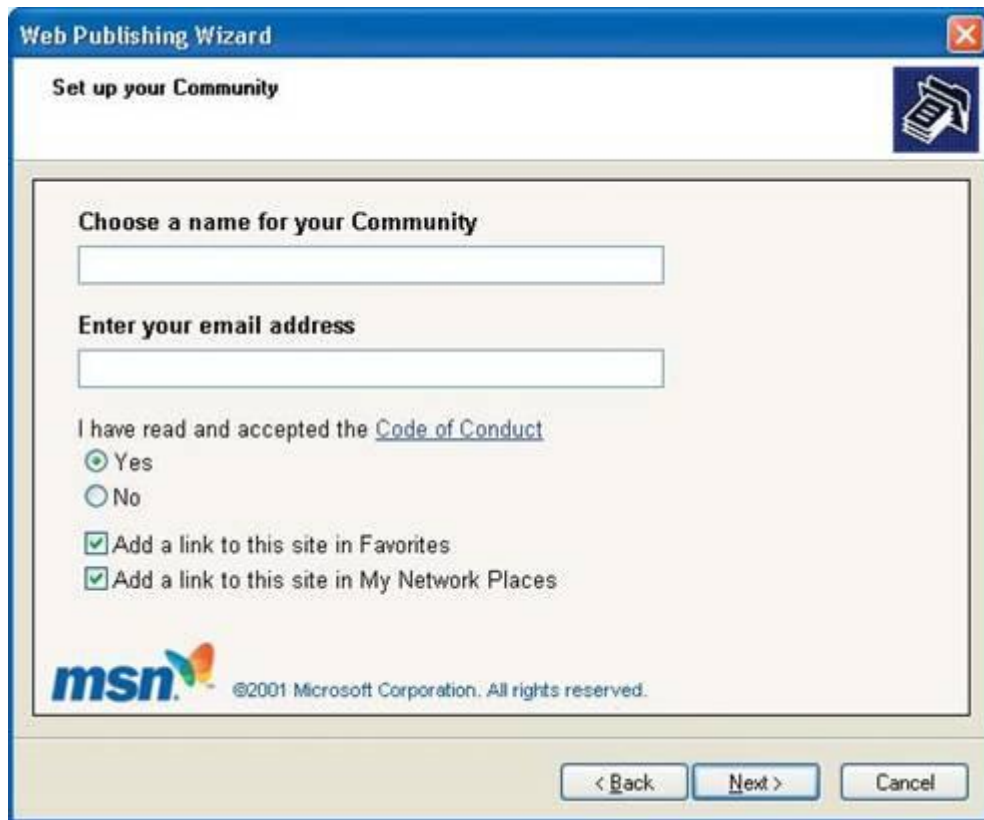 Web Publishing Wizard
Set up your Community
Choose a name for your Community
Enter your email address
I have read and accepted the Code of Conduct
Yes
No
Add a link to this site in Favorites
Add a link to this site in My Network Places
msn
©2001 Microsoft Corporation. All rights reserved.
< Back Next > Cancel